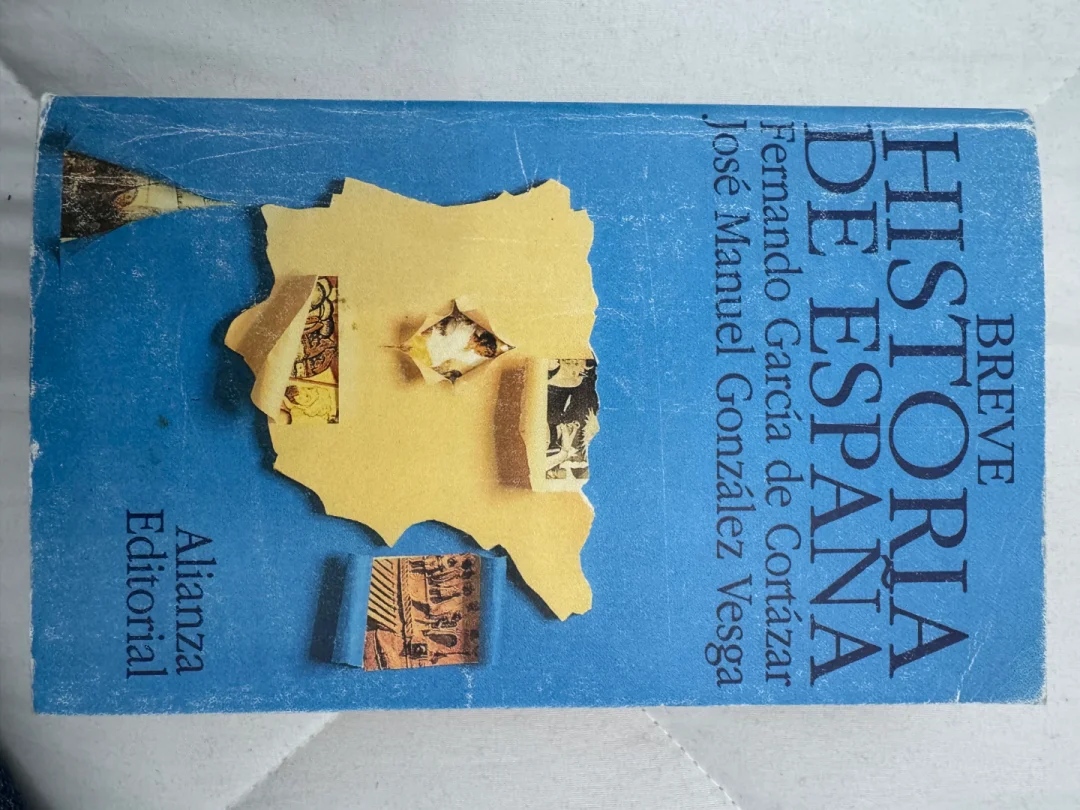 BREVE
HISTORIA
DE ESPAÑA
Fernando García de Cortázar
José Manuel González Vesga
Alianza
Editorial